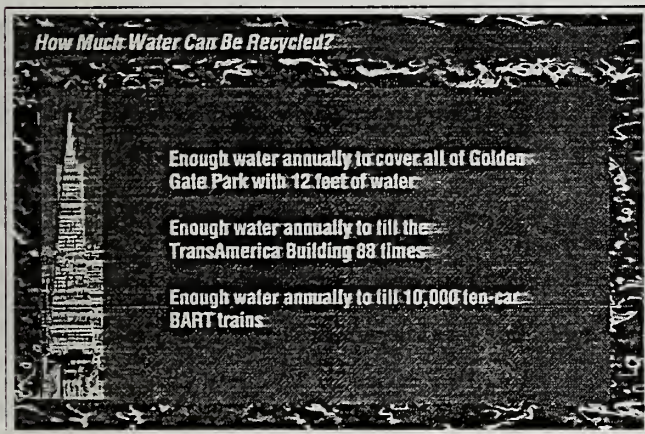 How Much Water Can Be Recycled?
Enough water annually to cover all of Golden
Gate Park with 12 feet of water
Enough water annually to fill the
TransAmerica Building 88 times
Enough water annually to fill 10,000 ten-car
BART trains